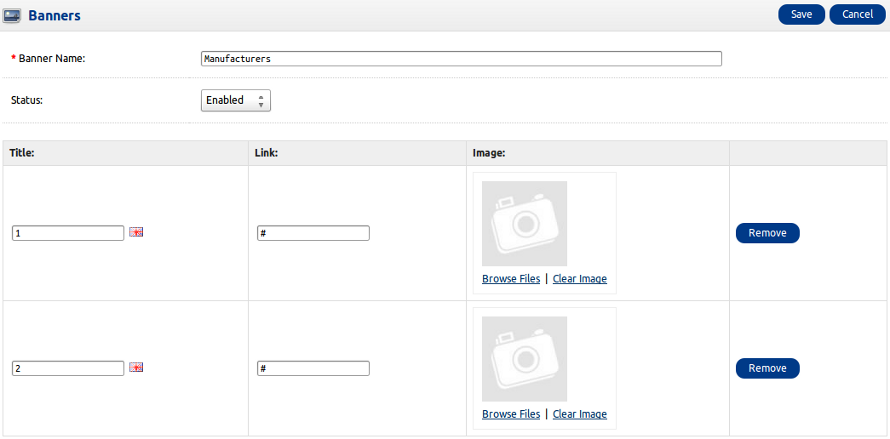 Banners Save Cancel
* Banner Name: Manufacturers
Status: Enabled
Title: Link: Image:
1 # Remove
Browse Files | Clear Image
2 # Remove
Browse Files | Clear Image